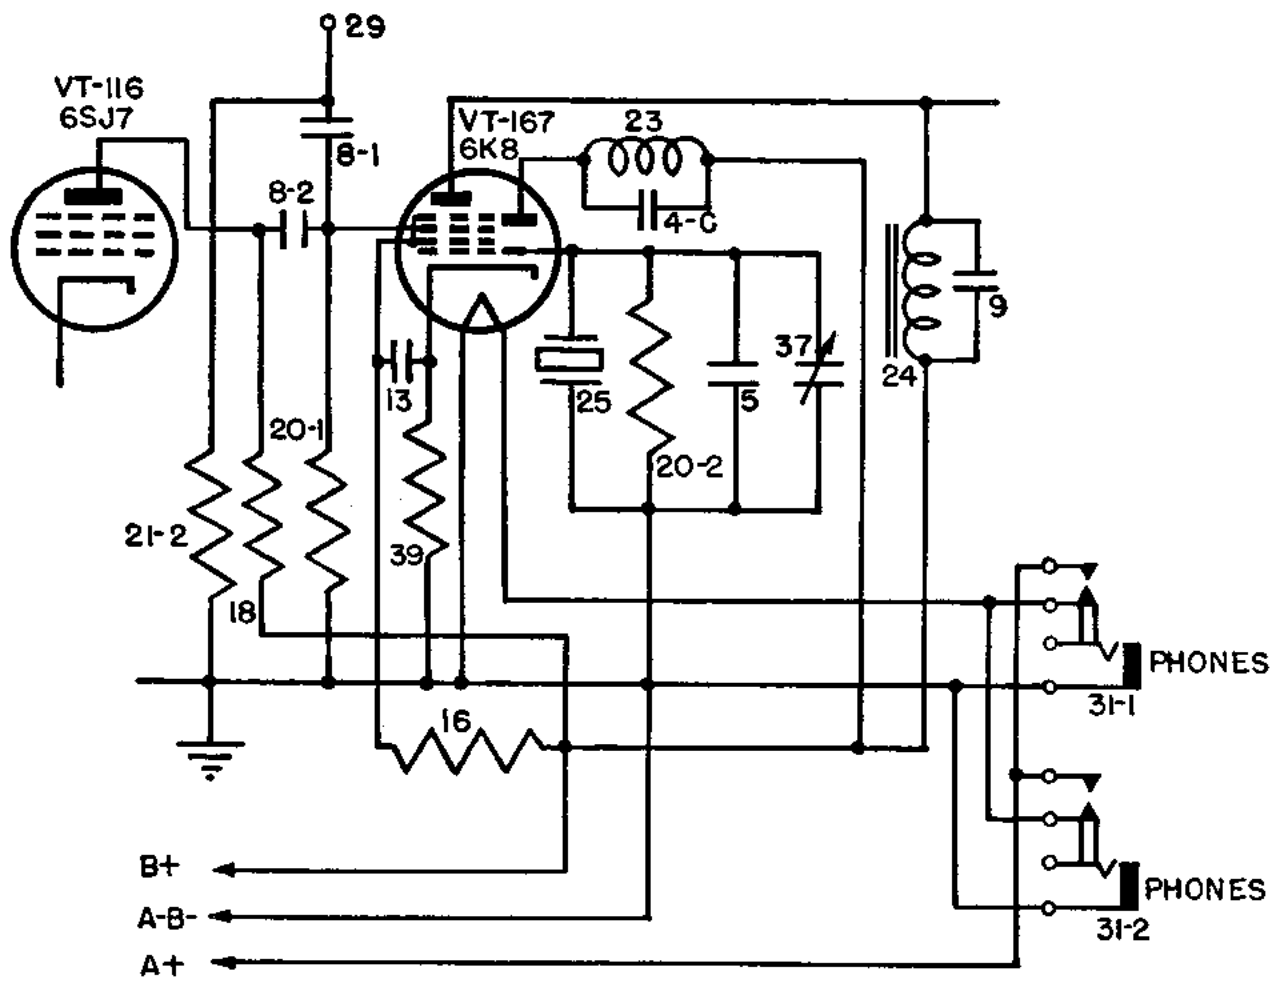 29
VT-116
6SJ7
8-1
VT-167
6K8
23
8-2
4-C
9
37
24
13
25
5
20-1
20-2
21-2
39
18
PHONES
31-1
16
B+
A-B-
PHONES
31-2
A+